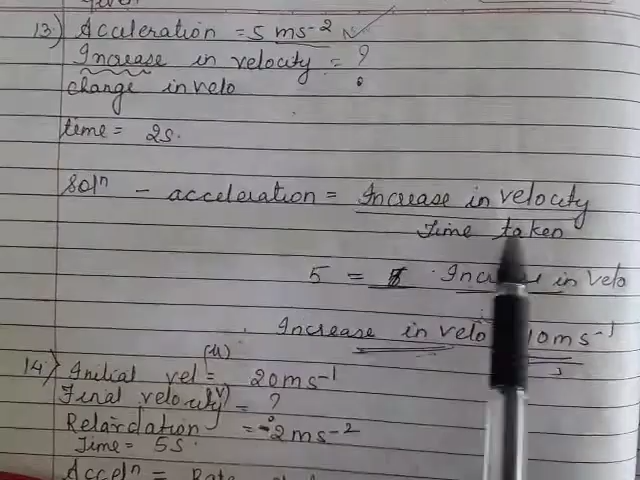 13) Acceleration = 5 ms⁻²
Increase in velocity = ?
change in velo
time = 2s.
Solⁿ - acceleration = Increase in velocity
Time taken
5 = Increase in velo
Increase in velo 10ms⁻¹
(u)
14) Initial vel = 20ms⁻¹
Final velocity = ?
Retardation = -2ms⁻²
Time = 5s.
Accelⁿ =